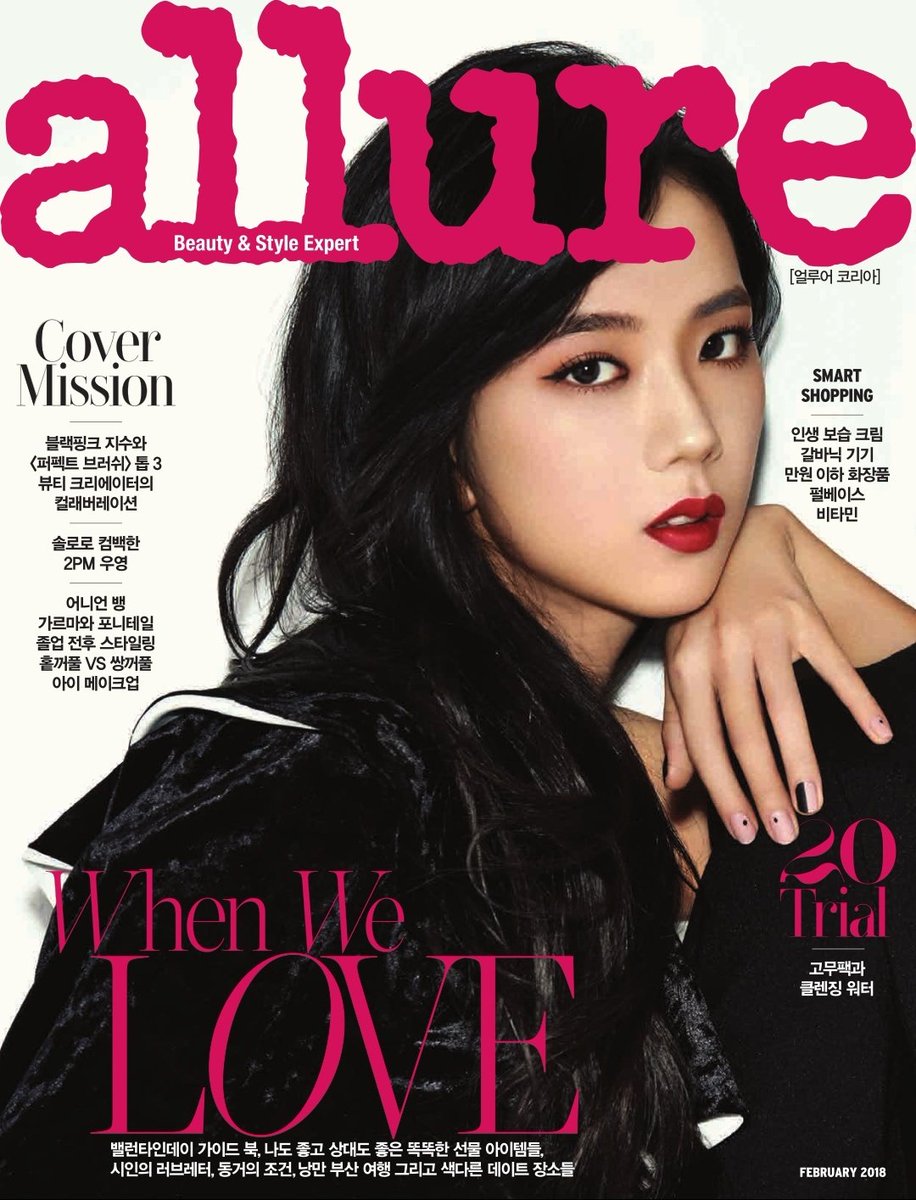 allure
Beauty & Style Expert
[얼루어 코리아]
Cover
Mission
블랙핑크 지수와
〈퍼펙트 브러쉬〉 톱 3
뷰티 크리에이터의
컬래버레이션
솔로로 컴백한
2PM 우영
어니언 뱅
가르마와 포니테일
졸업 전후 스타일링
홑꺼풀 VS 쌍꺼풀
아이 메이크업
SMART
SHOPPING
인생 보습 크림
갈바닉 기기
만원 이하 화장품
펄베이스
비타민
20
Trial
고무팩과
클렌징 워터
When We
LOVE
밸런타인데이 가이드 북, 나도 좋고 상대도 좋은 똑똑한 선물 아이템들,
시인의 러브레터, 동거의 조건, 낭만 부산 여행 그리고 색다른 데이트 장소들
FEBRUARY 2018